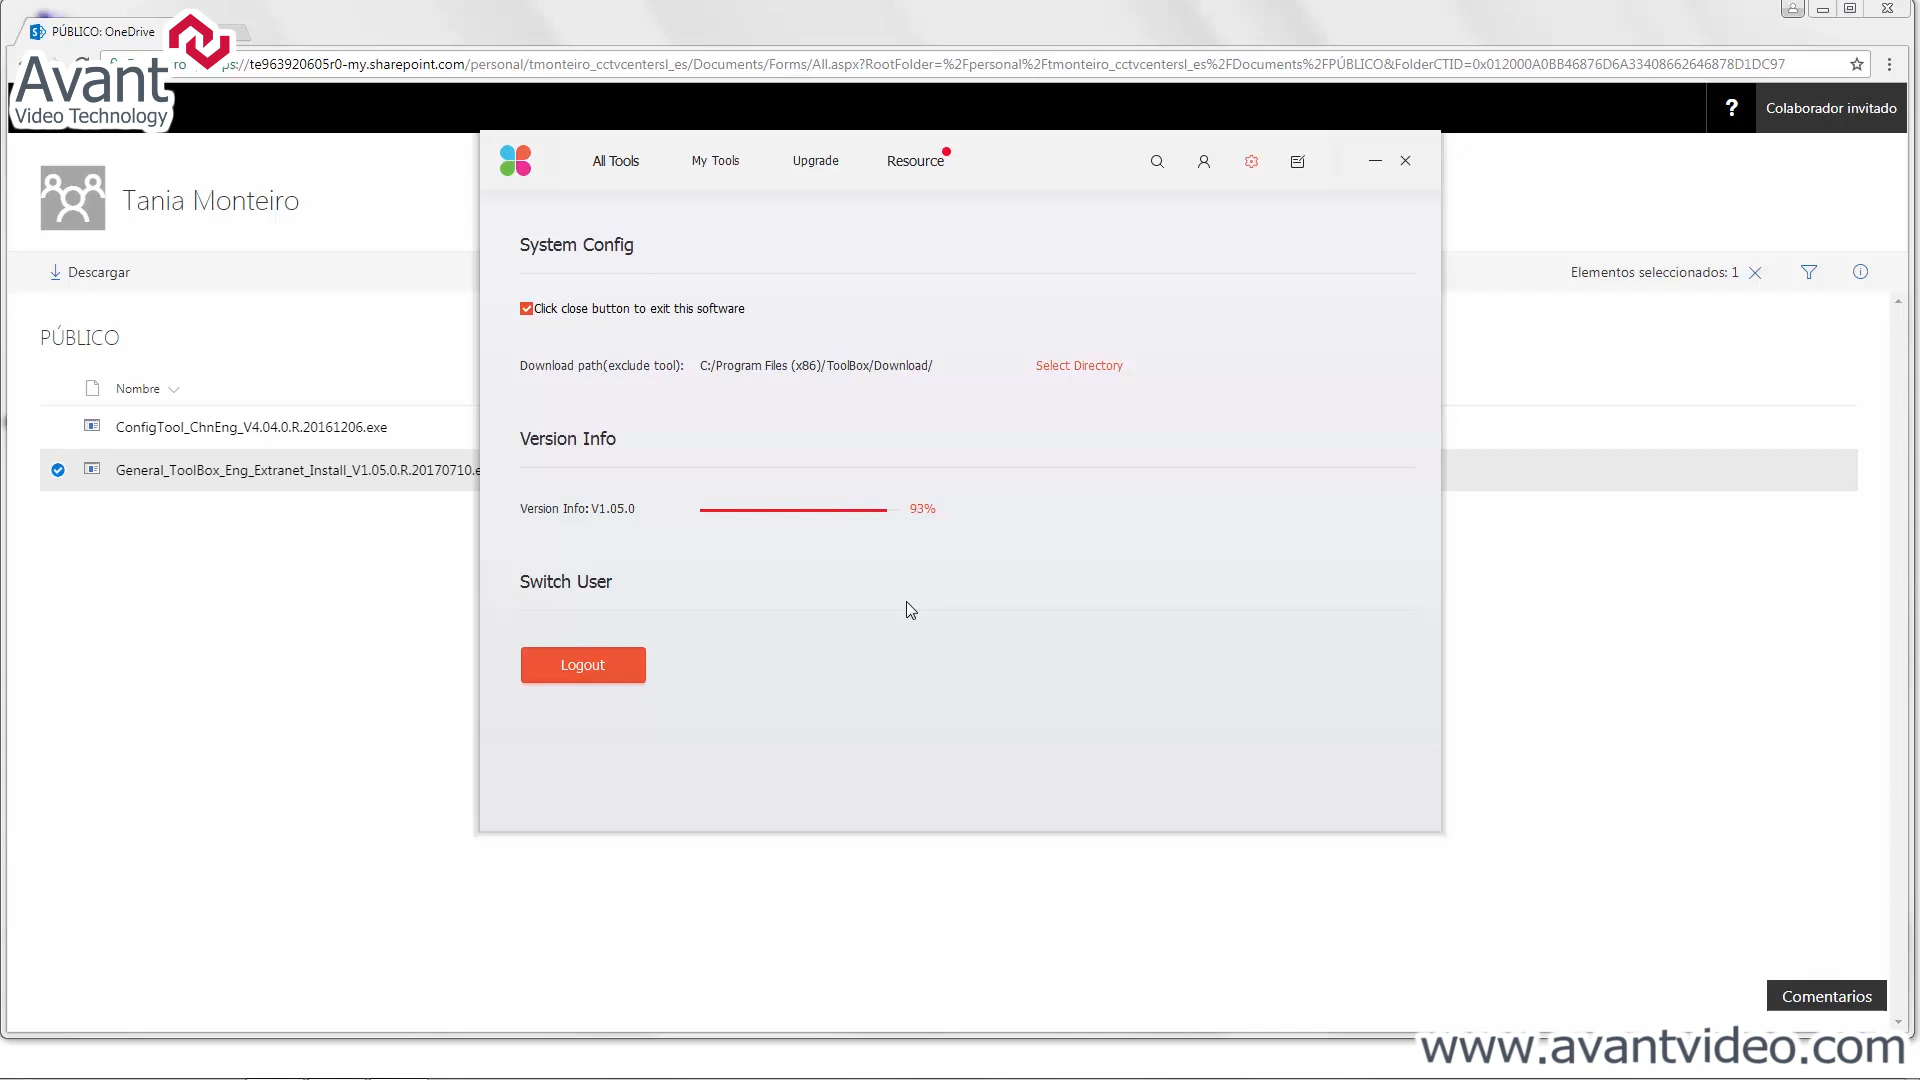 PÚBLICO: OneDrive
te963920605r0-my.sharepoint.com/personal/tmonteiro_cctvcentersl_es/Documents/Forms/All.aspx?RootFolder=%2Fpersonal%2Ftmonteiro_cctvcentersl_es%2FDocuments%2FPÚBLICO&FolderCTID=0x012000A0BB46876D6A33408662646878D1DC97
Avant
Video Technology
? Colaborador invitado
All Tools My Tools Upgrade Resource
Tania Monteiro
System Config
Descargar
Elementos seleccionados: 1
Click close button to exit this software
PÚBLICO
Download path(exclude tool): C:/Program Files (x86)/ToolBox/Download/ Select Directory
Nombre
ConfigTool_ChnEng_V4.04.0.R.20161206.exe
Version Info
General_ToolBox_Eng_Extranet_Install_V1.05.0.R.20170710.e
Version Info: V1.05.0 93%
Switch User
Logout
Comentarios
www.avantvideo.com